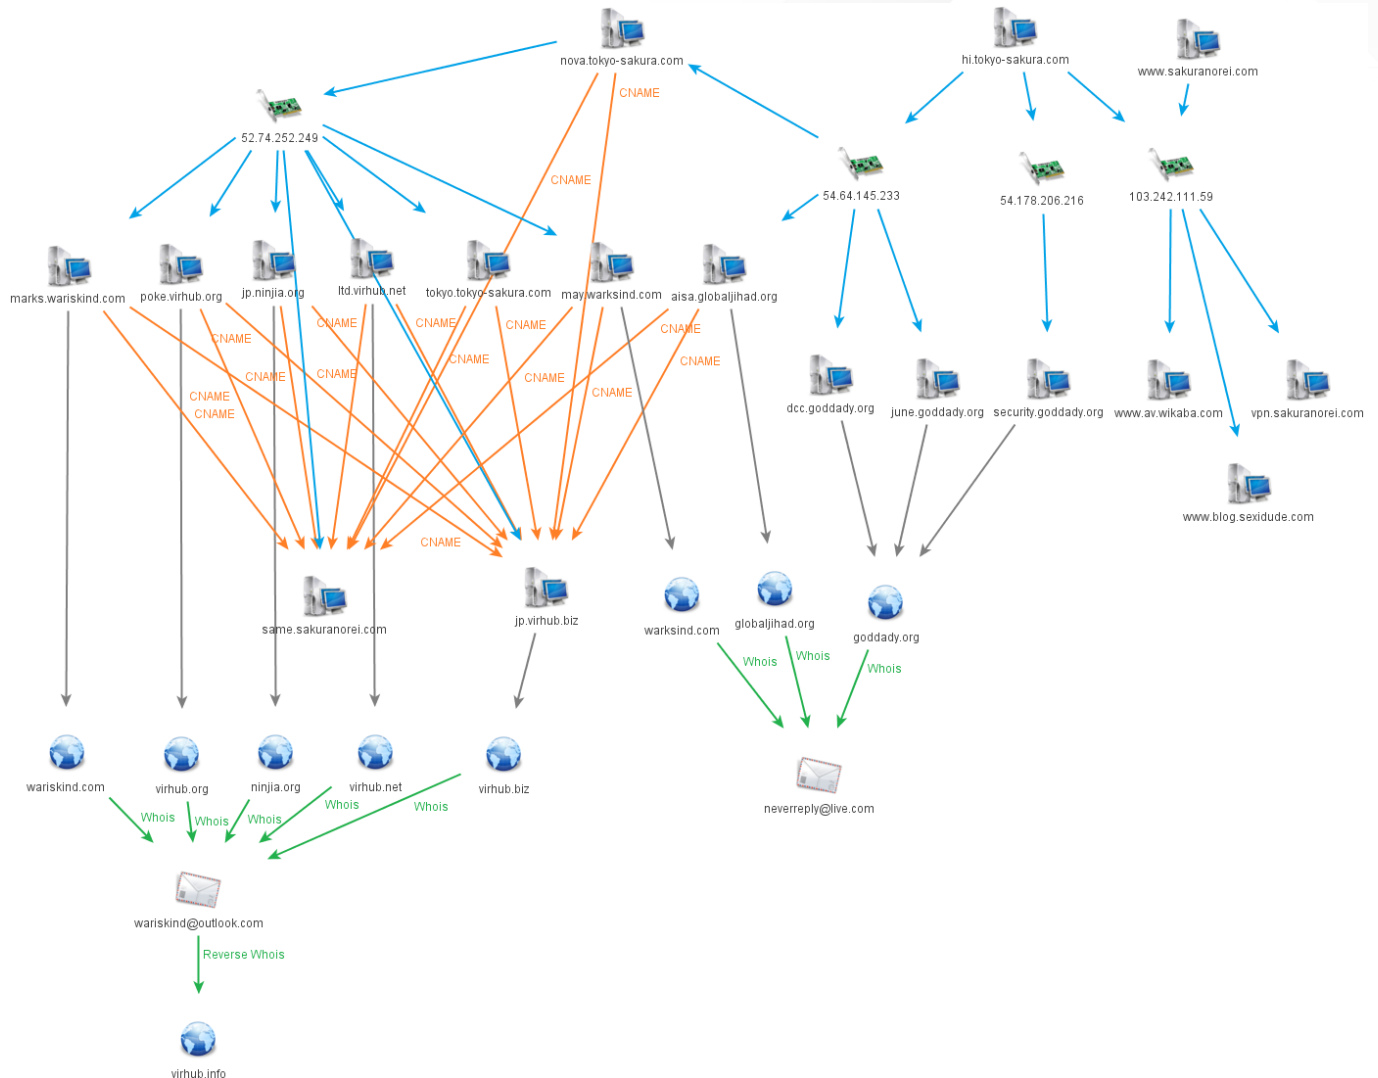 nova.tokyo-sakura.com
hi.tokyo-sakura.com
www.sakuranorei.com
CNAME
52.74.252.249
CNAME
54.64.145.233
54.178.206.216
103.242.111.59
marks.wariskind.com
poke.virhub.org
jp.ninjia.org
ltd.virhub.net
tokyo.tokyo-sakura.com
may.warksind.com
aisa.globaljihad.org
CNAME
CNAME
CNAME
CNAME
CNAME
CNAME
CNAME
CNAME
CNAME
CNAME
CNAME
CNAME
CNAME
dcc.goddady.org
june.goddady.org
security.goddady.org
www.av.wikaba.com
vpn.sakuranorei.com
www.blog.sexidude.com
CNAME
same.sakuranorei.com
jp.virhub.biz
warksind.com
globaljihad.org
goddady.org
Whois
Whois
Whois
wariskind.com
virhub.org
ninjia.org
virhub.net
virhub.biz
neverreply@live.com
Whois
Whois
Whois
Whois
Whois
wariskind@outlook.com
Reverse Whois
virhub.info